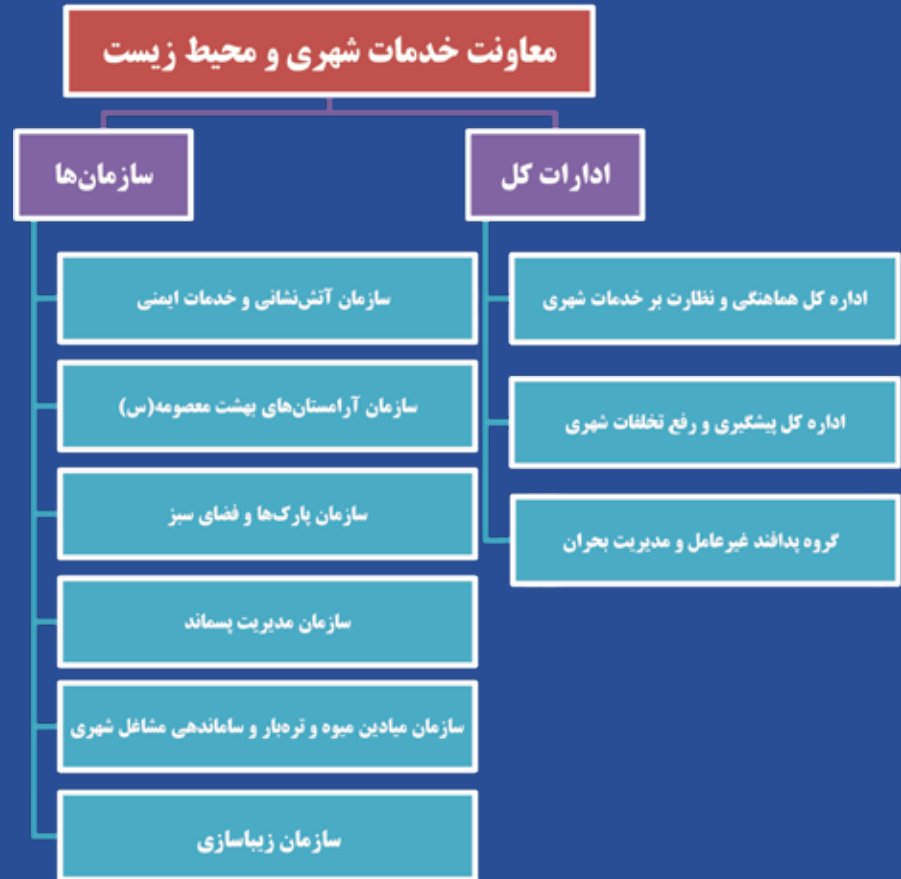 معاونت خدمات شهری و محیط زیست
ادارات کل
اداره کل هماهنگی و نظارت بر خدمات شهری
اداره کل پیشگیری و رفع تخلفات شهری
گروه پدافند غیرعامل و مدیریت بحران
سازمان‌ها
سازمان آتش‌نشانی و خدمات ایمنی
سازمان آرامستان‌های بهشت معصومه(س)
سازمان پارک‌ها و فضای سبز
سازمان مدیریت پسماند
سازمان میادین میوه و تره‌بار و ساماندهی مشاغل شهری
سازمان زیباسازی